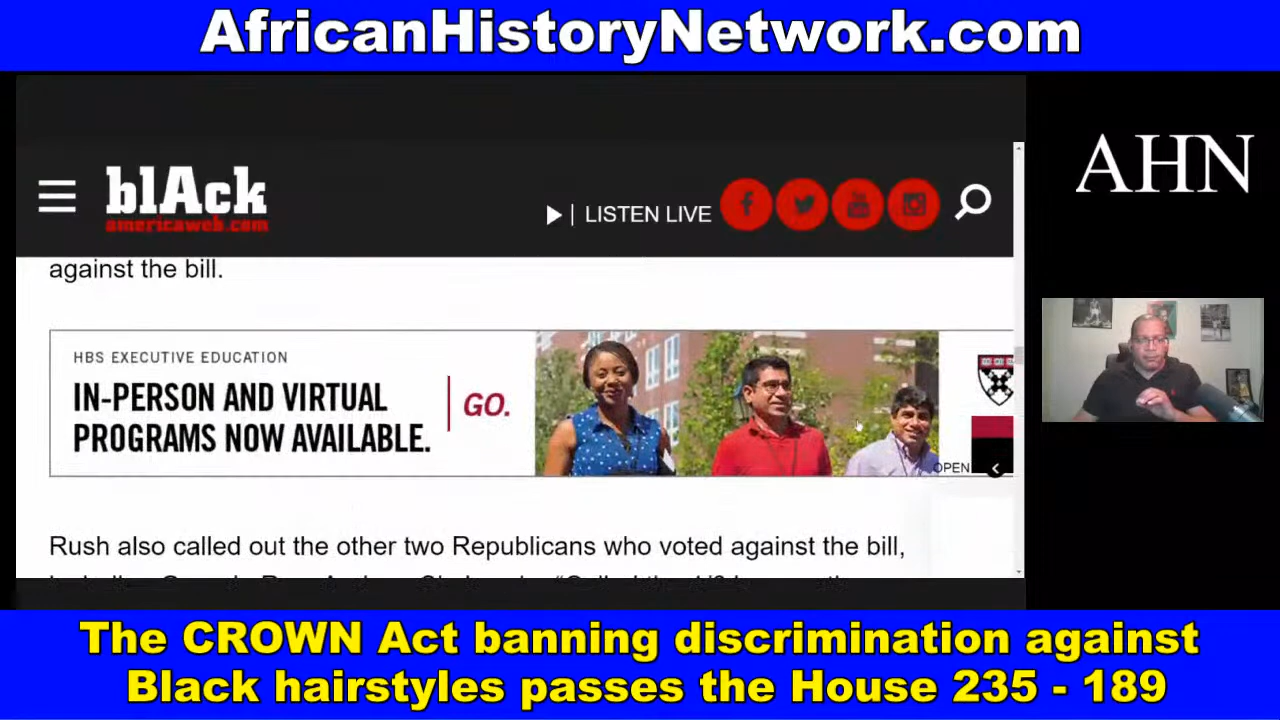 AfricanHistoryNetwork.com
AHN
blAck
americaweb.com
LISTEN LIVE
against the bill.
HBS EXECUTIVE EDUCATION
IN-PERSON AND VIRTUAL
PROGRAMS NOW AVAILABLE.
GO.
OPEN
Rush also called out the other two Republicans who voted against the bill,
The CROWN Act banning discrimination against
Black hairstyles passes the House 235 - 189